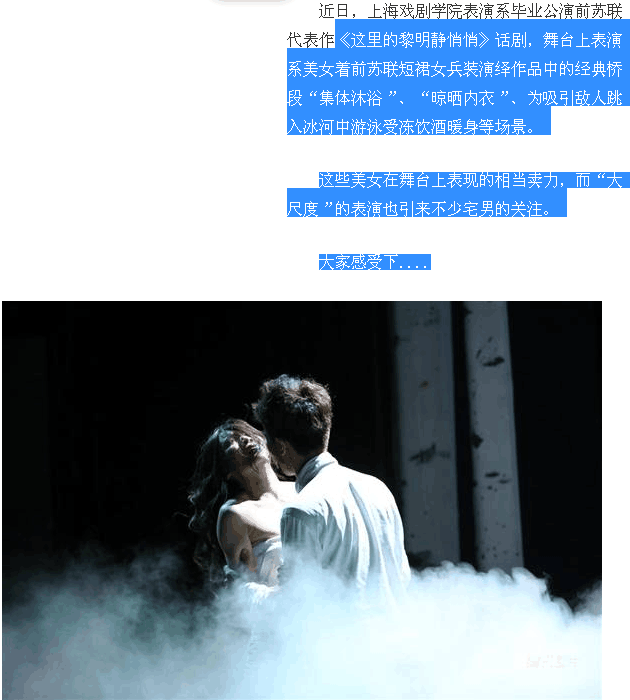 近日，上海戏剧学院表演系毕业公演前苏联
代表作《这里的黎明静悄悄》话剧，舞台上表演
系美女着前苏联短裙女兵装演绎作品中的经典桥
段“集体沐浴”、“晾晒内衣”、为吸引敌人跳
入冰河中游泳受冻饮酒暖身等场景。
这些美女在舞台上表现的相当卖力，而“大
尺度”的表演也引来不少宅男的关注。
大家感受下....